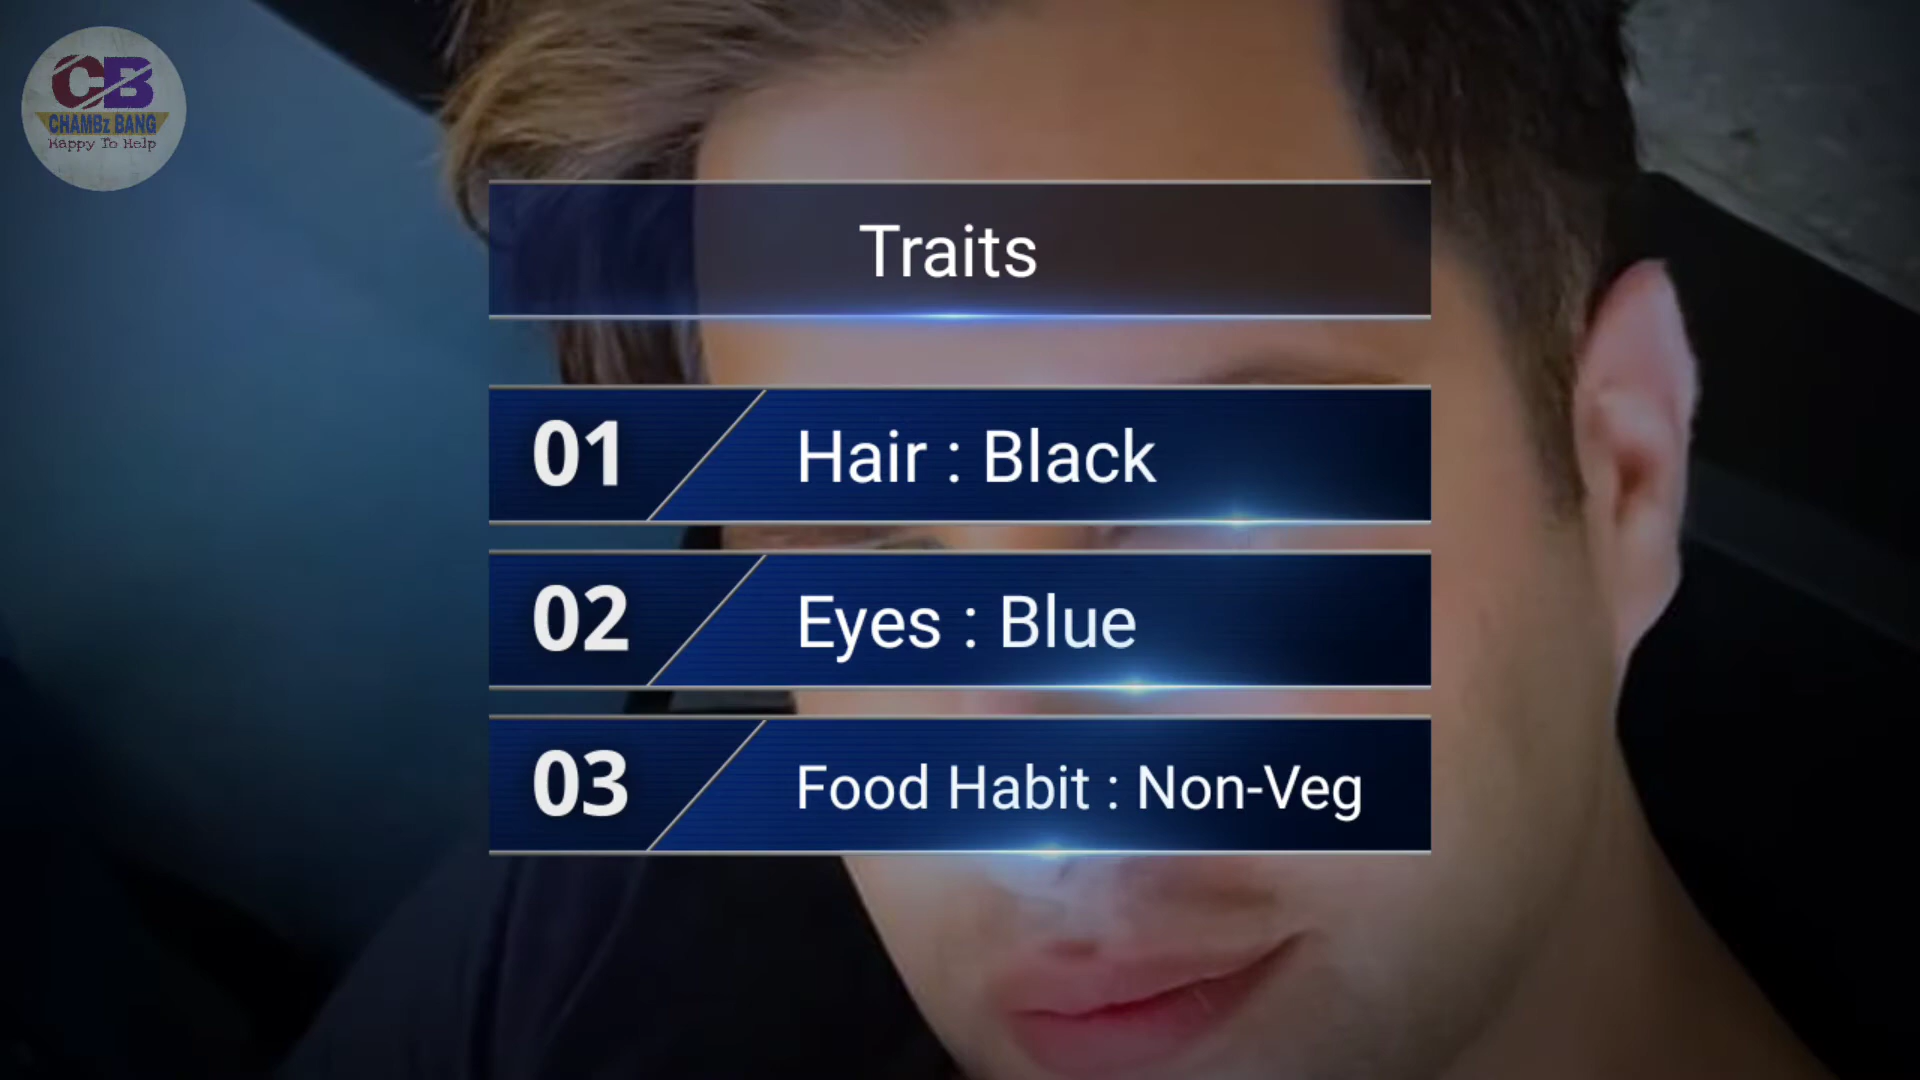 CB
CHAMBz BANG
Happy To Help
Traits
01 Hair : Black
02 Eyes : Blue
03 Food Habit : Non-Veg